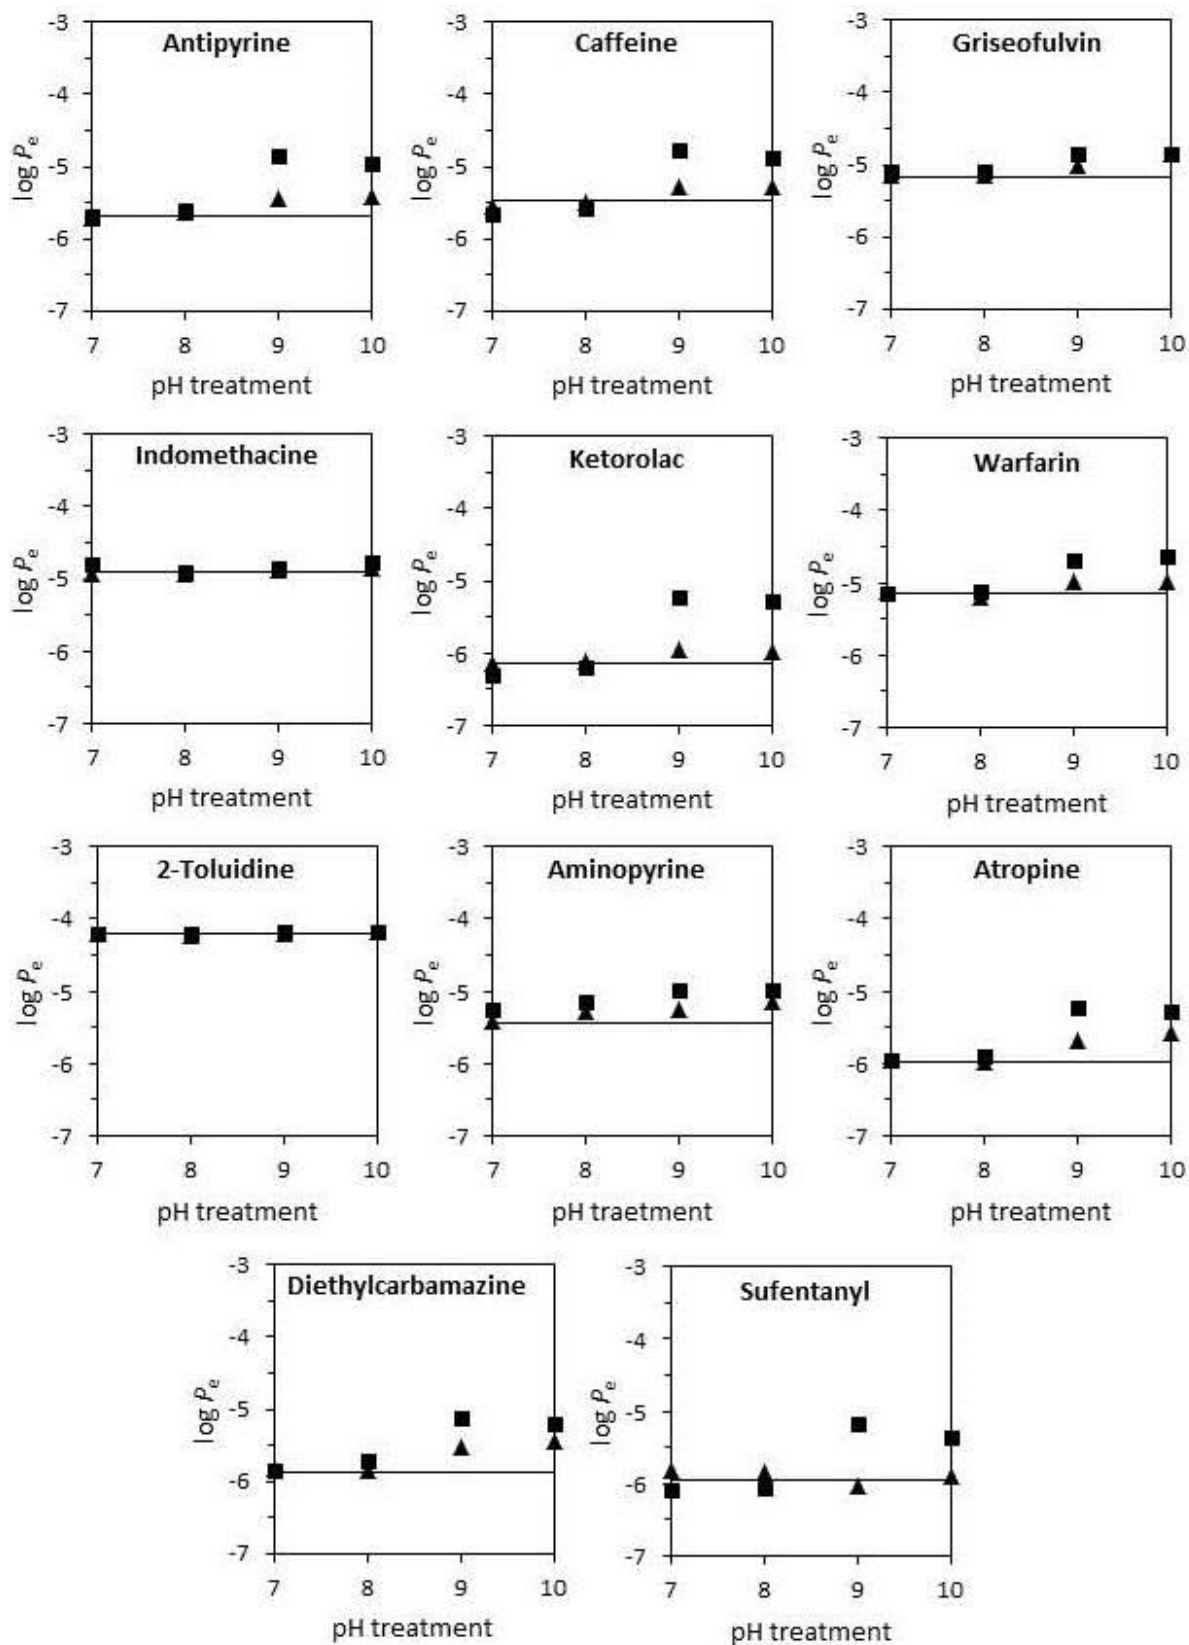 Antipyrine
-3
-4
-5
-6
-7
log Pe
7 8 9 10
pH treatment
Caffeine
-3
-4
-5
-6
-7
log Pe
7 8 9 10
pH treatment
Griseofulvin
-3
-4
-5
-6
-7
log Pe
7 8 9 10
pH treatment
Indomethacine
-3
-4
-5
-6
-7
log Pe
7 8 9 10
pH treatment
Ketorolac
-3
-4
-5
-6
-7
log Pe
7 8 9 10
pH treatment
Warfarin
-3
-4
-5
-6
-7
log Pe
7 8 9 10
pH treatment
2-Toluidine
-3
-4
-5
-6
-7
log Pe
7 8 9 10
pH treatment
Aminopyrine
-3
-4
-5
-6
-7
log Pe
7 8 9 10
pH traetment
Atropine
-3
-4
-5
-6
-7
log Pe
7 8 9 10
pH treatment
Diethylcarbamazine
-3
-4
-5
-6
-7
log Pe
7 8 9 10
pH treatment
Sufentanyl
-3
-4
-5
-6
-7
log Pe
7 8 9 10
pH treatment